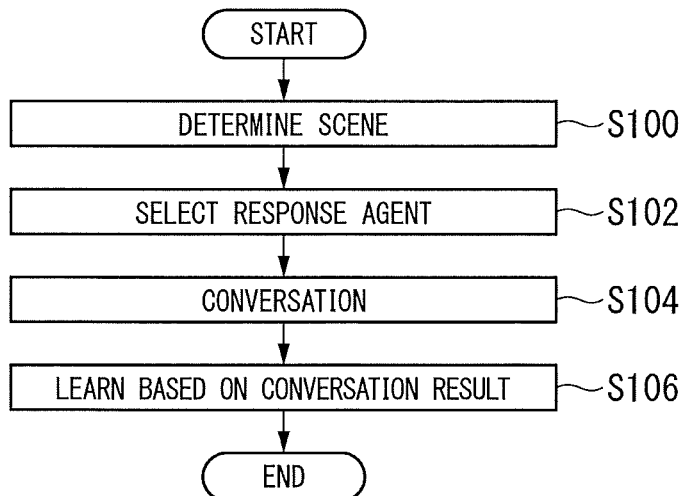 START
DETERMINE SCENE S100
SELECT RESPONSE AGENT S102
CONVERSATION S104
LEARN BASED ON CONVERSATION RESULT S106
END